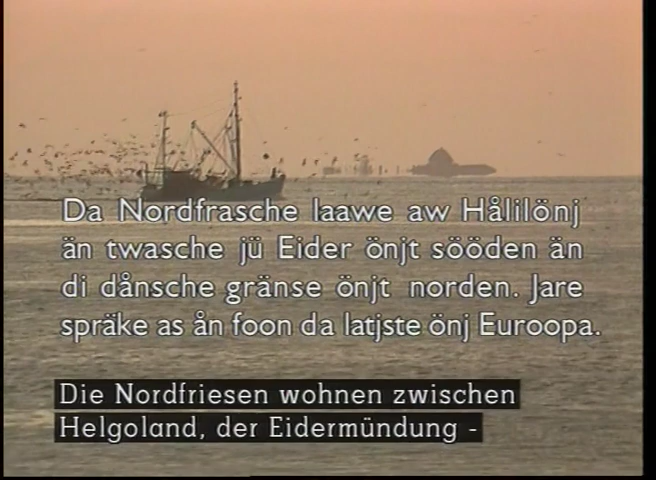 Da Nordfrasche laawe aw Hålilönj
än twasche jü Eider önjt sööden än
di dånsche gränse önjt norden. Jare
spräke as ån foon da latjste önj Euroopa.
Die Nordfriesen wohnen zwischen
Helgoland, der Eidermündung -